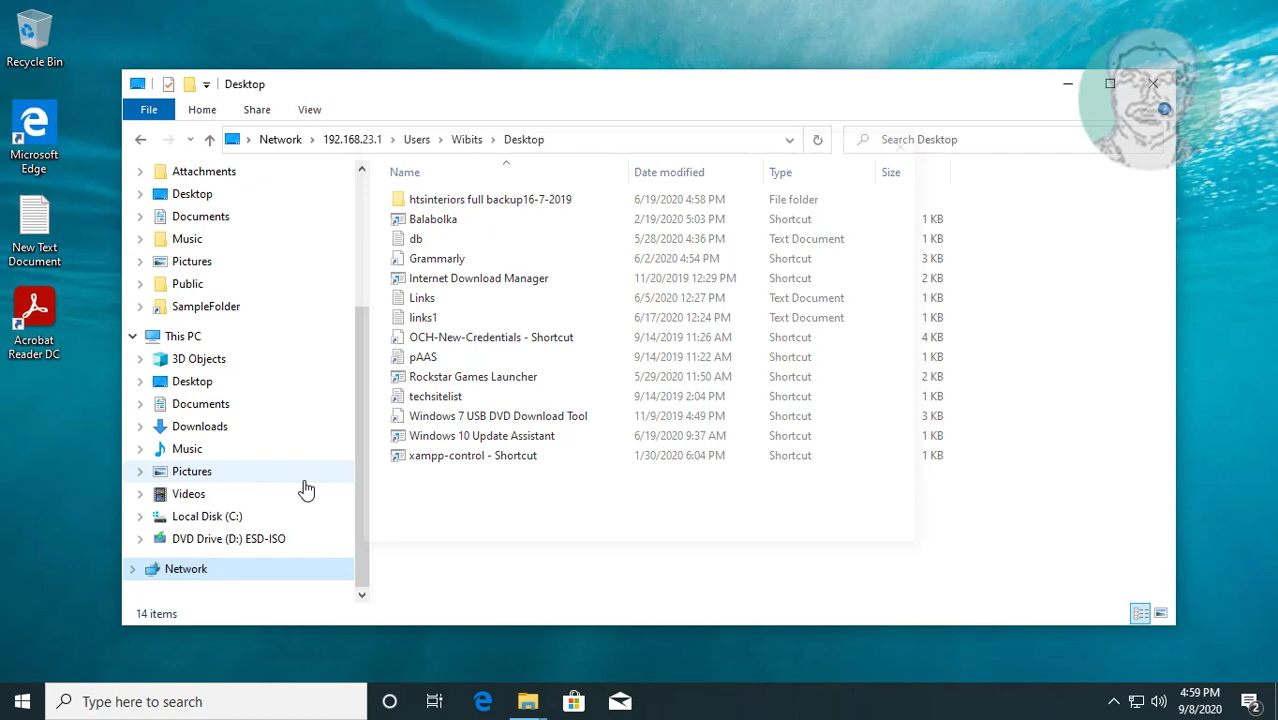 Recycle Bin
Microsoft
Edge
New Text
Document
Acrobat
Reader DC
Desktop
File
Home
Share
View
Network
192.168.23.1
Users
Wibits
Desktop
Search Desktop
Attachments
Desktop
Documents
Music
Pictures
Public
SampleFolder
This PC
3D Objects
Desktop
Documents
Downloads
Music
Pictures
Videos
Local Disk (C:)
DVD Drive (D:) ESD-ISO
Network
Name Date modified Type Size
htsinteriors full backup16-7-2019 6/19/2020 4:58 PM File folder
Balabolka 2/19/2020 5:03 PM Shortcut 1 KB
db 5/28/2020 4:36 PM Text Document 1 KB
Grammarly 6/2/2020 4:54 PM Shortcut 3 KB
Internet Download Manager 11/20/2019 12:29 PM Shortcut 2 KB
Links 6/5/2020 12:27 PM Text Document 1 KB
links1 6/17/2020 12:24 PM Text Document 1 KB
OCH-New-Credentials - Shortcut 9/14/2019 11:26 AM Shortcut 4 KB
pAAS 9/14/2019 11:22 AM Shortcut 1 KB
Rockstar Games Launcher 5/29/2020 11:50 AM Shortcut 2 KB
techsitelist 9/14/2019 2:04 PM Shortcut 1 KB
Windows 7 USB DVD Download Tool 11/9/2019 4:49 PM Shortcut 3 KB
Windows 10 Update Assistant 6/19/2020 9:37 AM Shortcut 1 KB
xampp-control - Shortcut 1/30/2020 6:04 PM Shortcut 1 KB
14 items
Type here to search
4:59 PM
9/8/2020
2